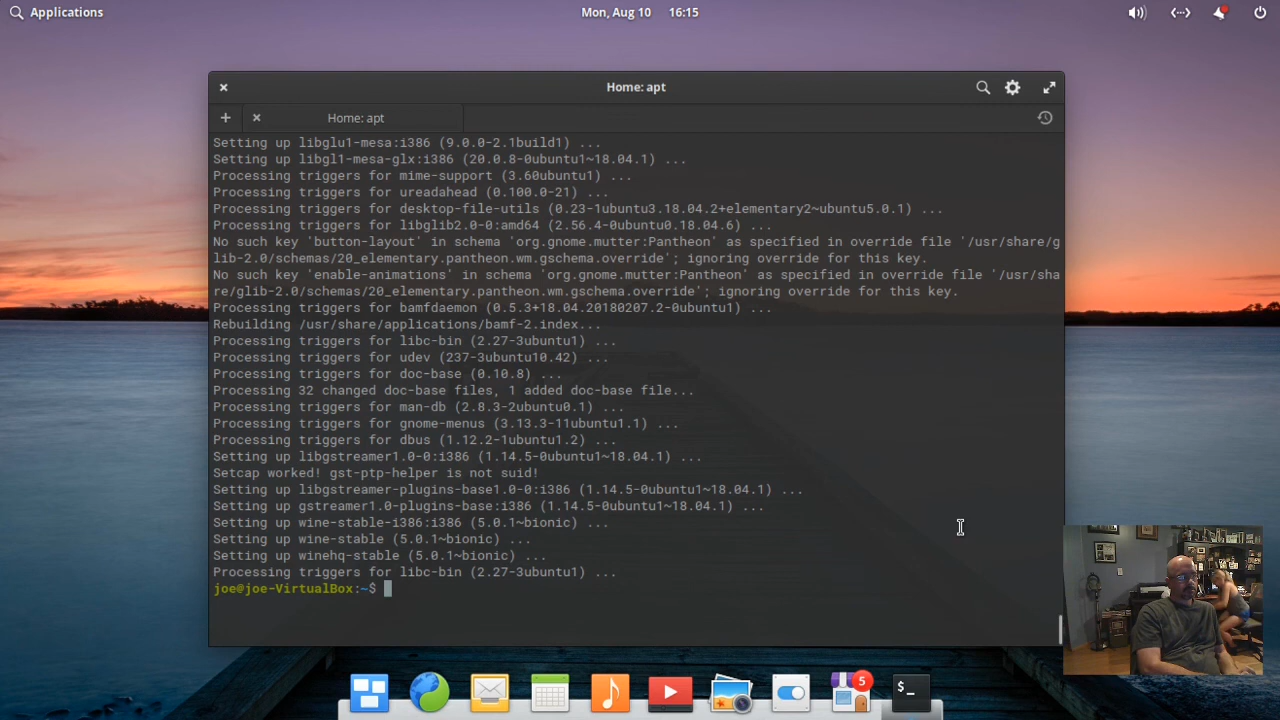 Applications
Mon, Aug 10 16:15
Home: apt
Home: apt
Setting up libglu1-mesa:i386 (9.0.0-2.1build1) ...
Setting up libgl1-mesa-glx:i386 (20.0.8-0ubuntu1~18.04.1) ...
Processing triggers for mime-support (3.60ubuntu1) ...
Processing triggers for ureadahead (0.100.0-21) ...
Processing triggers for desktop-file-utils (0.23-1ubuntu3.18.04.2+elementary2~ubuntu5.0.1) ...
Processing triggers for libglib2.0-0:amd64 (2.56.4-0ubuntu0.18.04.6) ...
No such key 'button-layout' in schema 'org.gnome.mutter:Pantheon' as specified in override file '/usr/share/g
lib-2.0/schemas/20_elementary.pantheon.wm.gschema.override'; ignoring override for this key.
No such key 'enable-animations' in schema 'org.gnome.mutter:Pantheon' as specified in override file '/usr/sha
re/glib-2.0/schemas/20_elementary.pantheon.wm.gschema.override'; ignoring override for this key.
Processing triggers for bamfdaemon (0.5.3+18.04.20180207.2-0ubuntu1) ...
Rebuilding /usr/share/applications/bamf-2.index...
Processing triggers for libc-bin (2.27-3ubuntu1) ...
Processing triggers for udev (237-3ubuntu10.42) ...
Processing triggers for doc-base (0.10.8) ...
Processing 32 changed doc-base files, 1 added doc-base file...
Processing triggers for man-db (2.8.3-2ubuntu0.1) ...
Processing triggers for gnome-menus (3.13.3-11ubuntu1.1) ...
Processing triggers for dbus (1.12.2-1ubuntu1.2) ...
Setting up libgstreamer1.0-0:i386 (1.14.5-0ubuntu1~18.04.1) ...
Setcap worked! gst-ptp-helper is not suid!
Setting up libgstreamer-plugins-base1.0-0:i386 (1.14.5-0ubuntu1~18.04.1) ...
Setting up gstreamer1.0-plugins-base:i386 (1.14.5-0ubuntu1~18.04.1) ...
Setting up wine-stable-i386:i386 (5.0.1~bionic) ...
Setting up wine-stable (5.0.1~bionic) ...
Setting up winehq-stable (5.0.1~bionic) ...
Processing triggers for libc-bin (2.27-3ubuntu1) ...
joe@joe-VirtualBox:~$
5